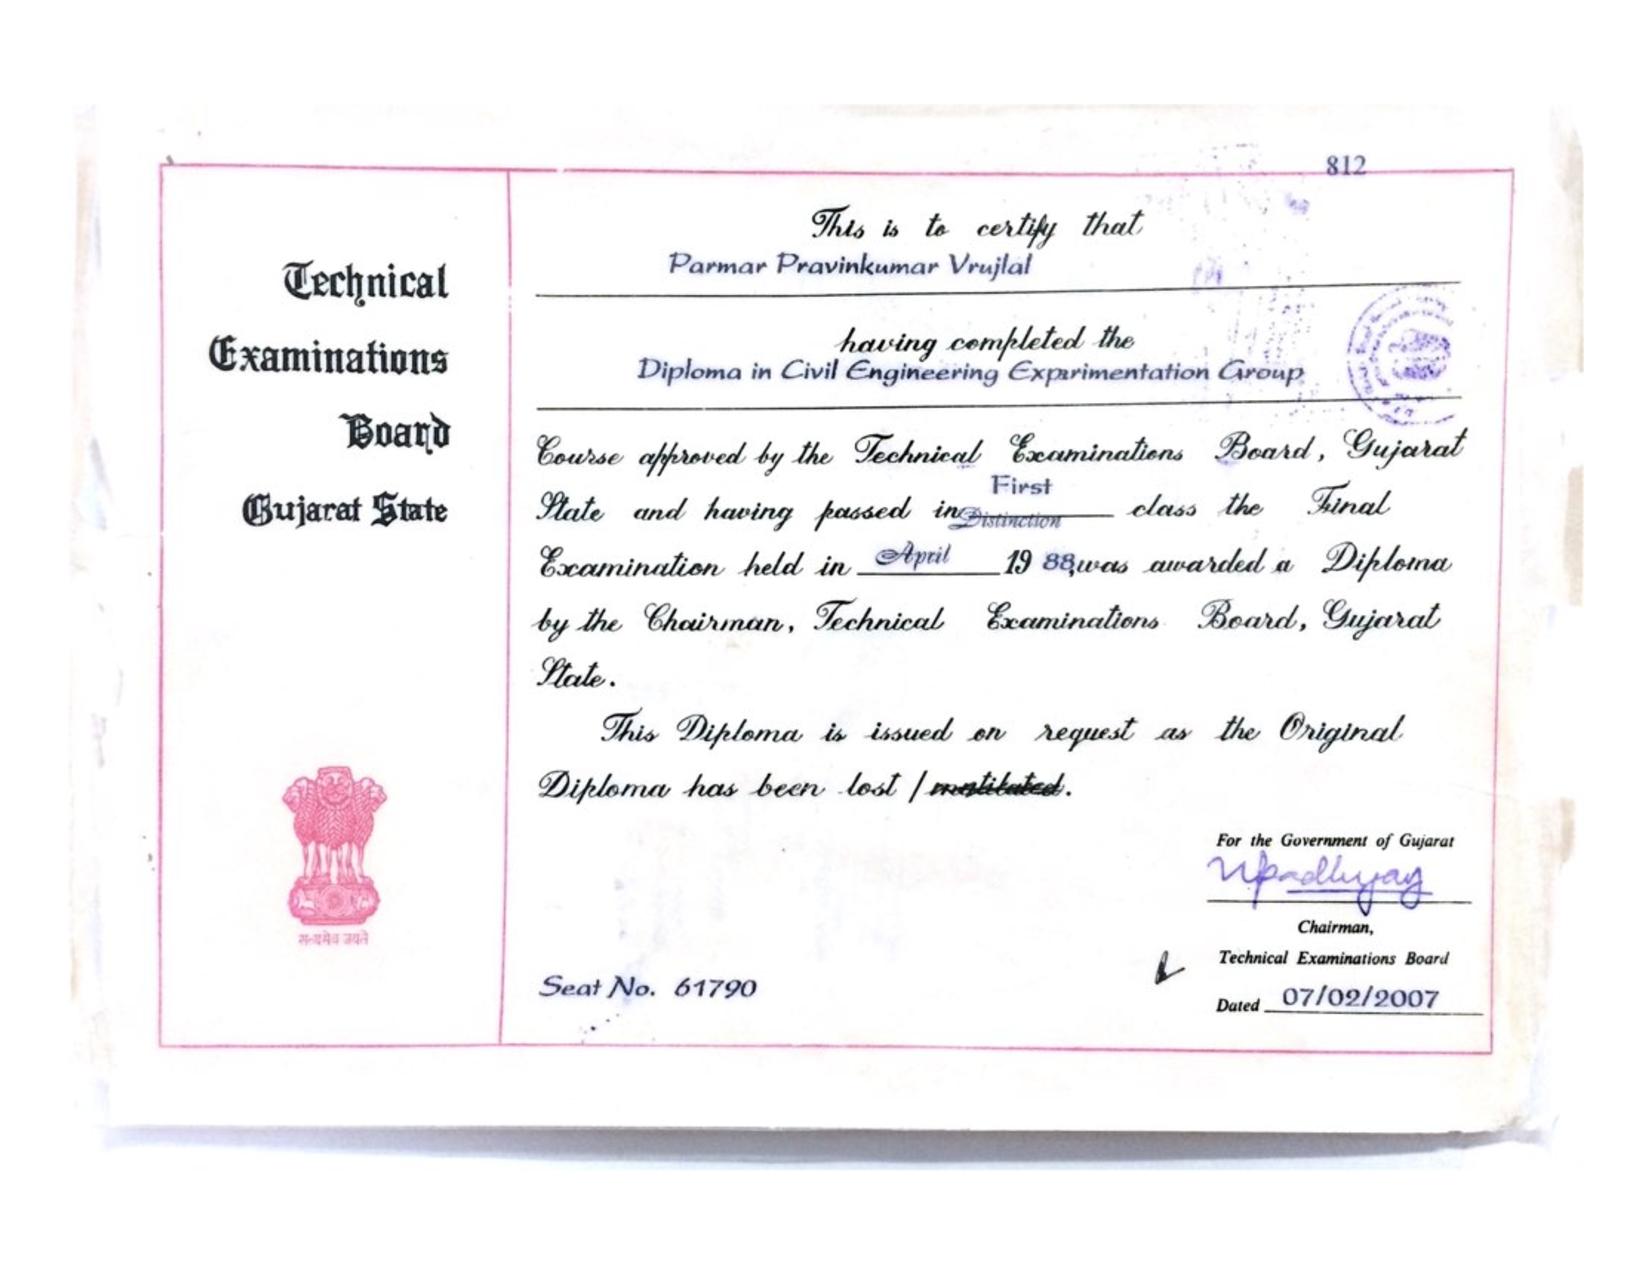 812
Technical
Examinations
Board
Gujarat State
सत्यमेव जयते
This is to certify that
Parmar Pravinkumar Vrujlal
having completed the
Diploma in Civil Engineering Experimentation Group
Course approved by the Technical Examinations Board, Gujarat
First
State and having passed in Distinction class the Final
Examination held in April 19 88, was awarded a Diploma
by the Chairman, Technical Examinations Board, Gujarat
State.
This Diploma is issued on request as the Original
Diploma has been lost / mutilated.
For the Government of Gujarat
Upadhyay
Chairman,
Technical Examinations Board
Seat No. 61790
Dated 07/02/2007